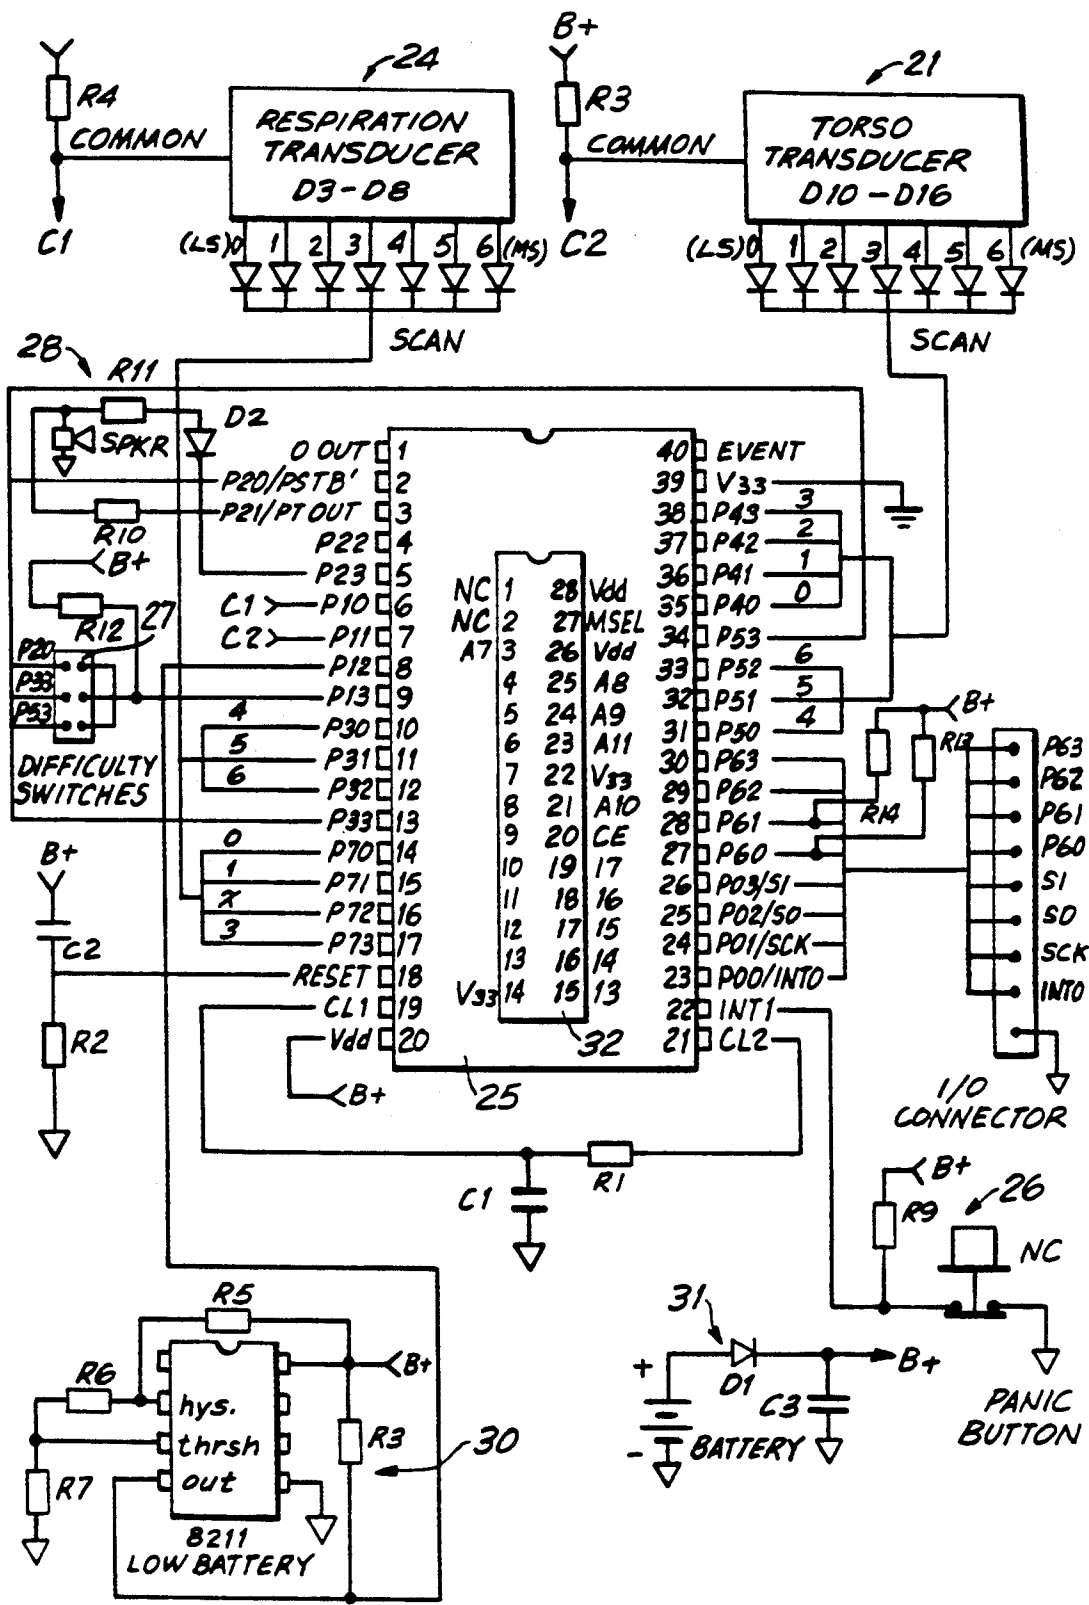 24
B+
21
R4
RESPIRATION
TRANSDUCER
D3-D8
COMMON
C1
R3
TORSO
TRANSDUCER
D10-D16
COMMON
C2
(LS)0 1 2 3 4 5 6(MS)
(LS)0 1 2 3 4 5 6(MS)
SCAN
SCAN
28
R11
D2
SPKR
R10
B+
R12
27
P20
P33
P53
DIFFICULTY
SWITCHES
B+
C2
R2
O OUT 1
P20/PSTB' 2
P21/PTOUT 3
P22 4
P23 5
C1 P10 6
C2 P11 7
P12 8
P13 9
4 P30 10
5 P31 11
6 P32 12
P33 13
0 P70 14
1 P71 15
2 P72 16
3 P73 17
RESET 18
CL1 19
Vdd 20
B+
25
NC 1 28 Vdd
NC 2 27 MSEL
A7 3 26 Vdd
4 25 A8
5 24 A9
6 23 A11
7 22 V33
8 21 A10
9 20 CE
10 19 17
11 18 16
12 17 15
13 16 14
V33 14 15 13
32
40 EVENT
39 V33
38 P43 3
37 P42 2
36 P41 1
35 P40 0
34 P53
33 P52 6
32 P51 5
31 P50 4
30 P63
29 P62
28 P61
27 P60
26 P03/S1
25 P02/SO
24 P01/SCK
23 P00/INTO
22 INT1
21 CL2
B+
R13
R14
P63
P62
P61
P60
S1
SO
SCK
INTO
I/O
CONNECTOR
C1
R1
B+
R9
26
NC
PANIC
BUTTON
R5
R6
R7
B+
hys.
thrsh
out
R3
30
8211
LOW BATTERY
31
+
-
D1
B+
C3
BATTERY